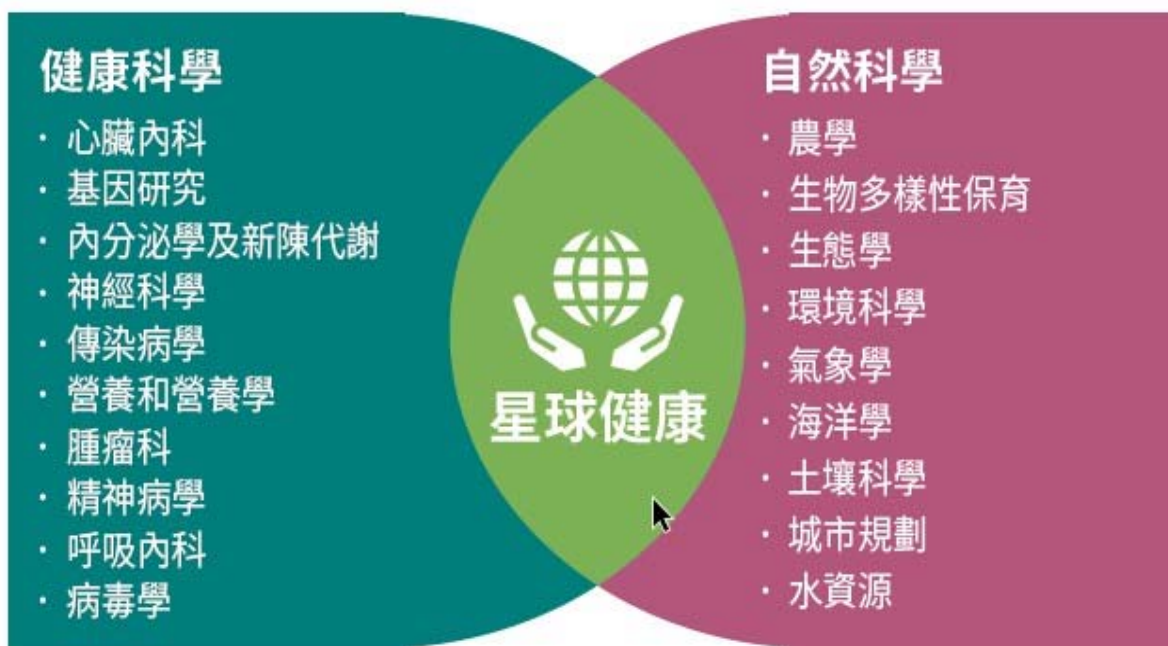 健康科學
· 心臟內科
· 基因研究
· 內分泌學及新陳代謝
· 神經科學
· 傳染病學
· 營養和營養學
· 腫瘤科
· 精神病學
· 呼吸內科
· 病毒學
星球健康
自然科學
· 農學
· 生物多樣性保育
· 生態學
· 環境科學
· 氣象學
· 海洋學
· 土壤科學
· 城市規劃
· 水資源